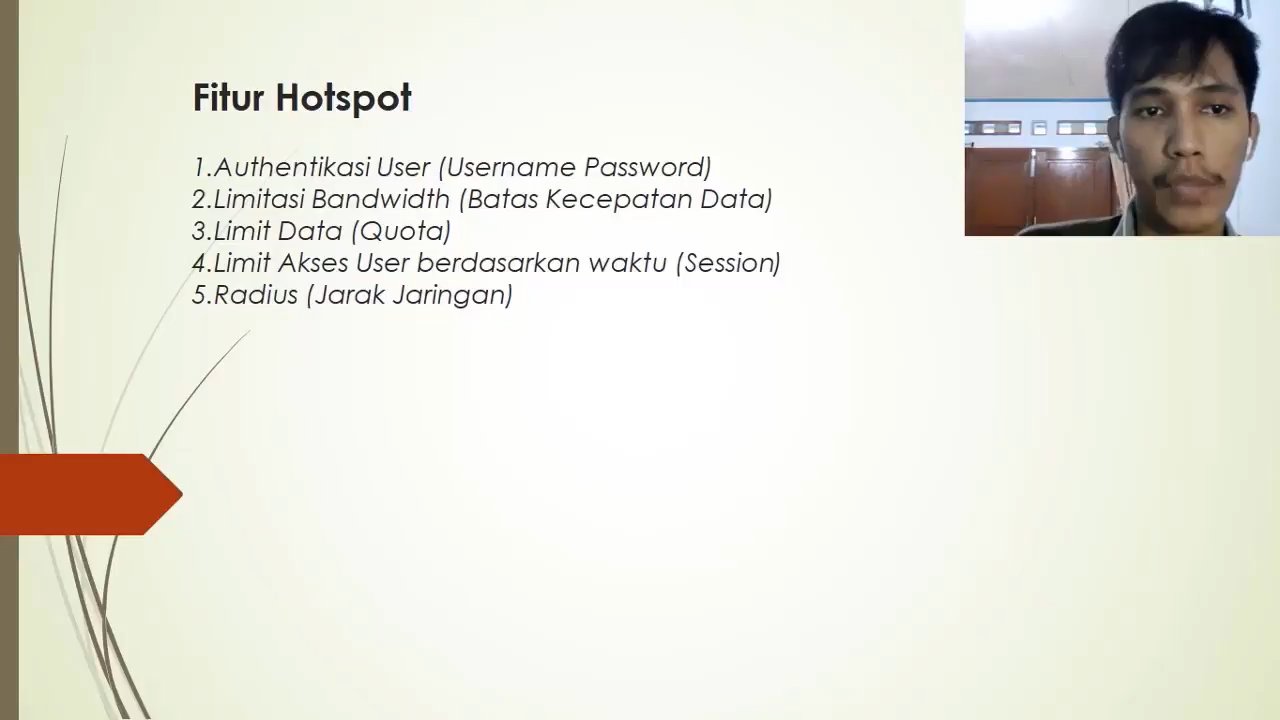 Fitur Hotspot
1.Authentikasi User (Username Password)
2.Limitasi Bandwidth (Batas Kecepatan Data)
3.Limit Data (Quota)
4.Limit Akses User berdasarkan waktu (Session)
5.Radius (Jarak Jaringan)